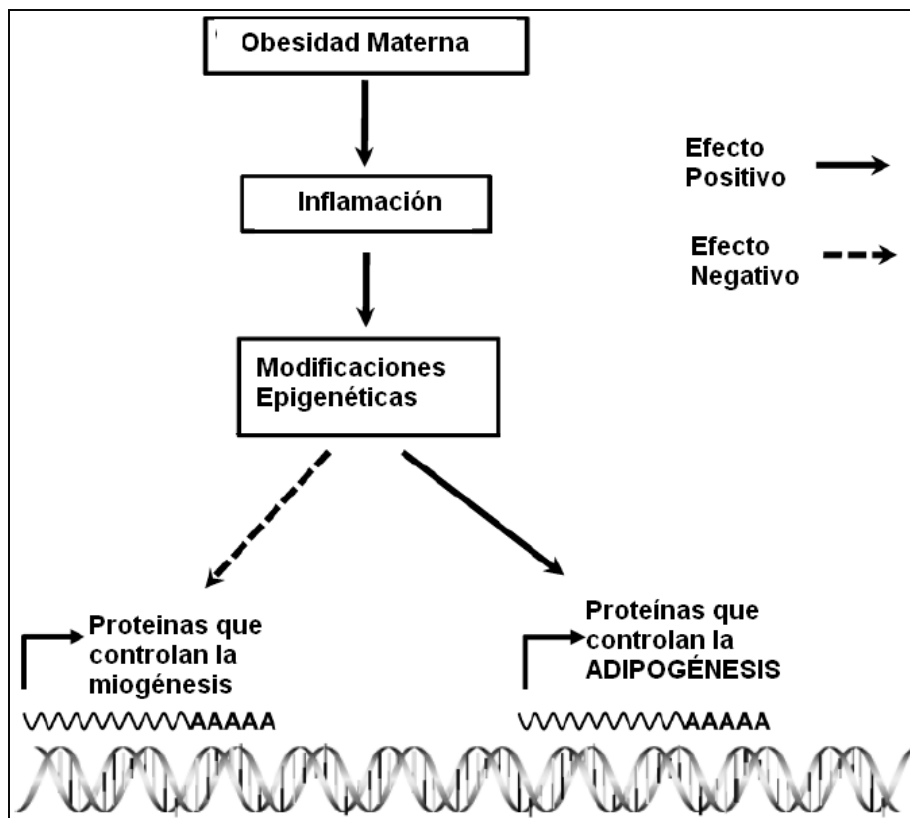 Obesidad Materna
Inflamación
Efecto
Positivo
Efecto
Negativo
Modificaciones
Epigenéticas
Proteinas que
controlan la
miogénesis
AAAAA
Proteínas que
controlan la
ADIPOGÉNESIS
AAAAA